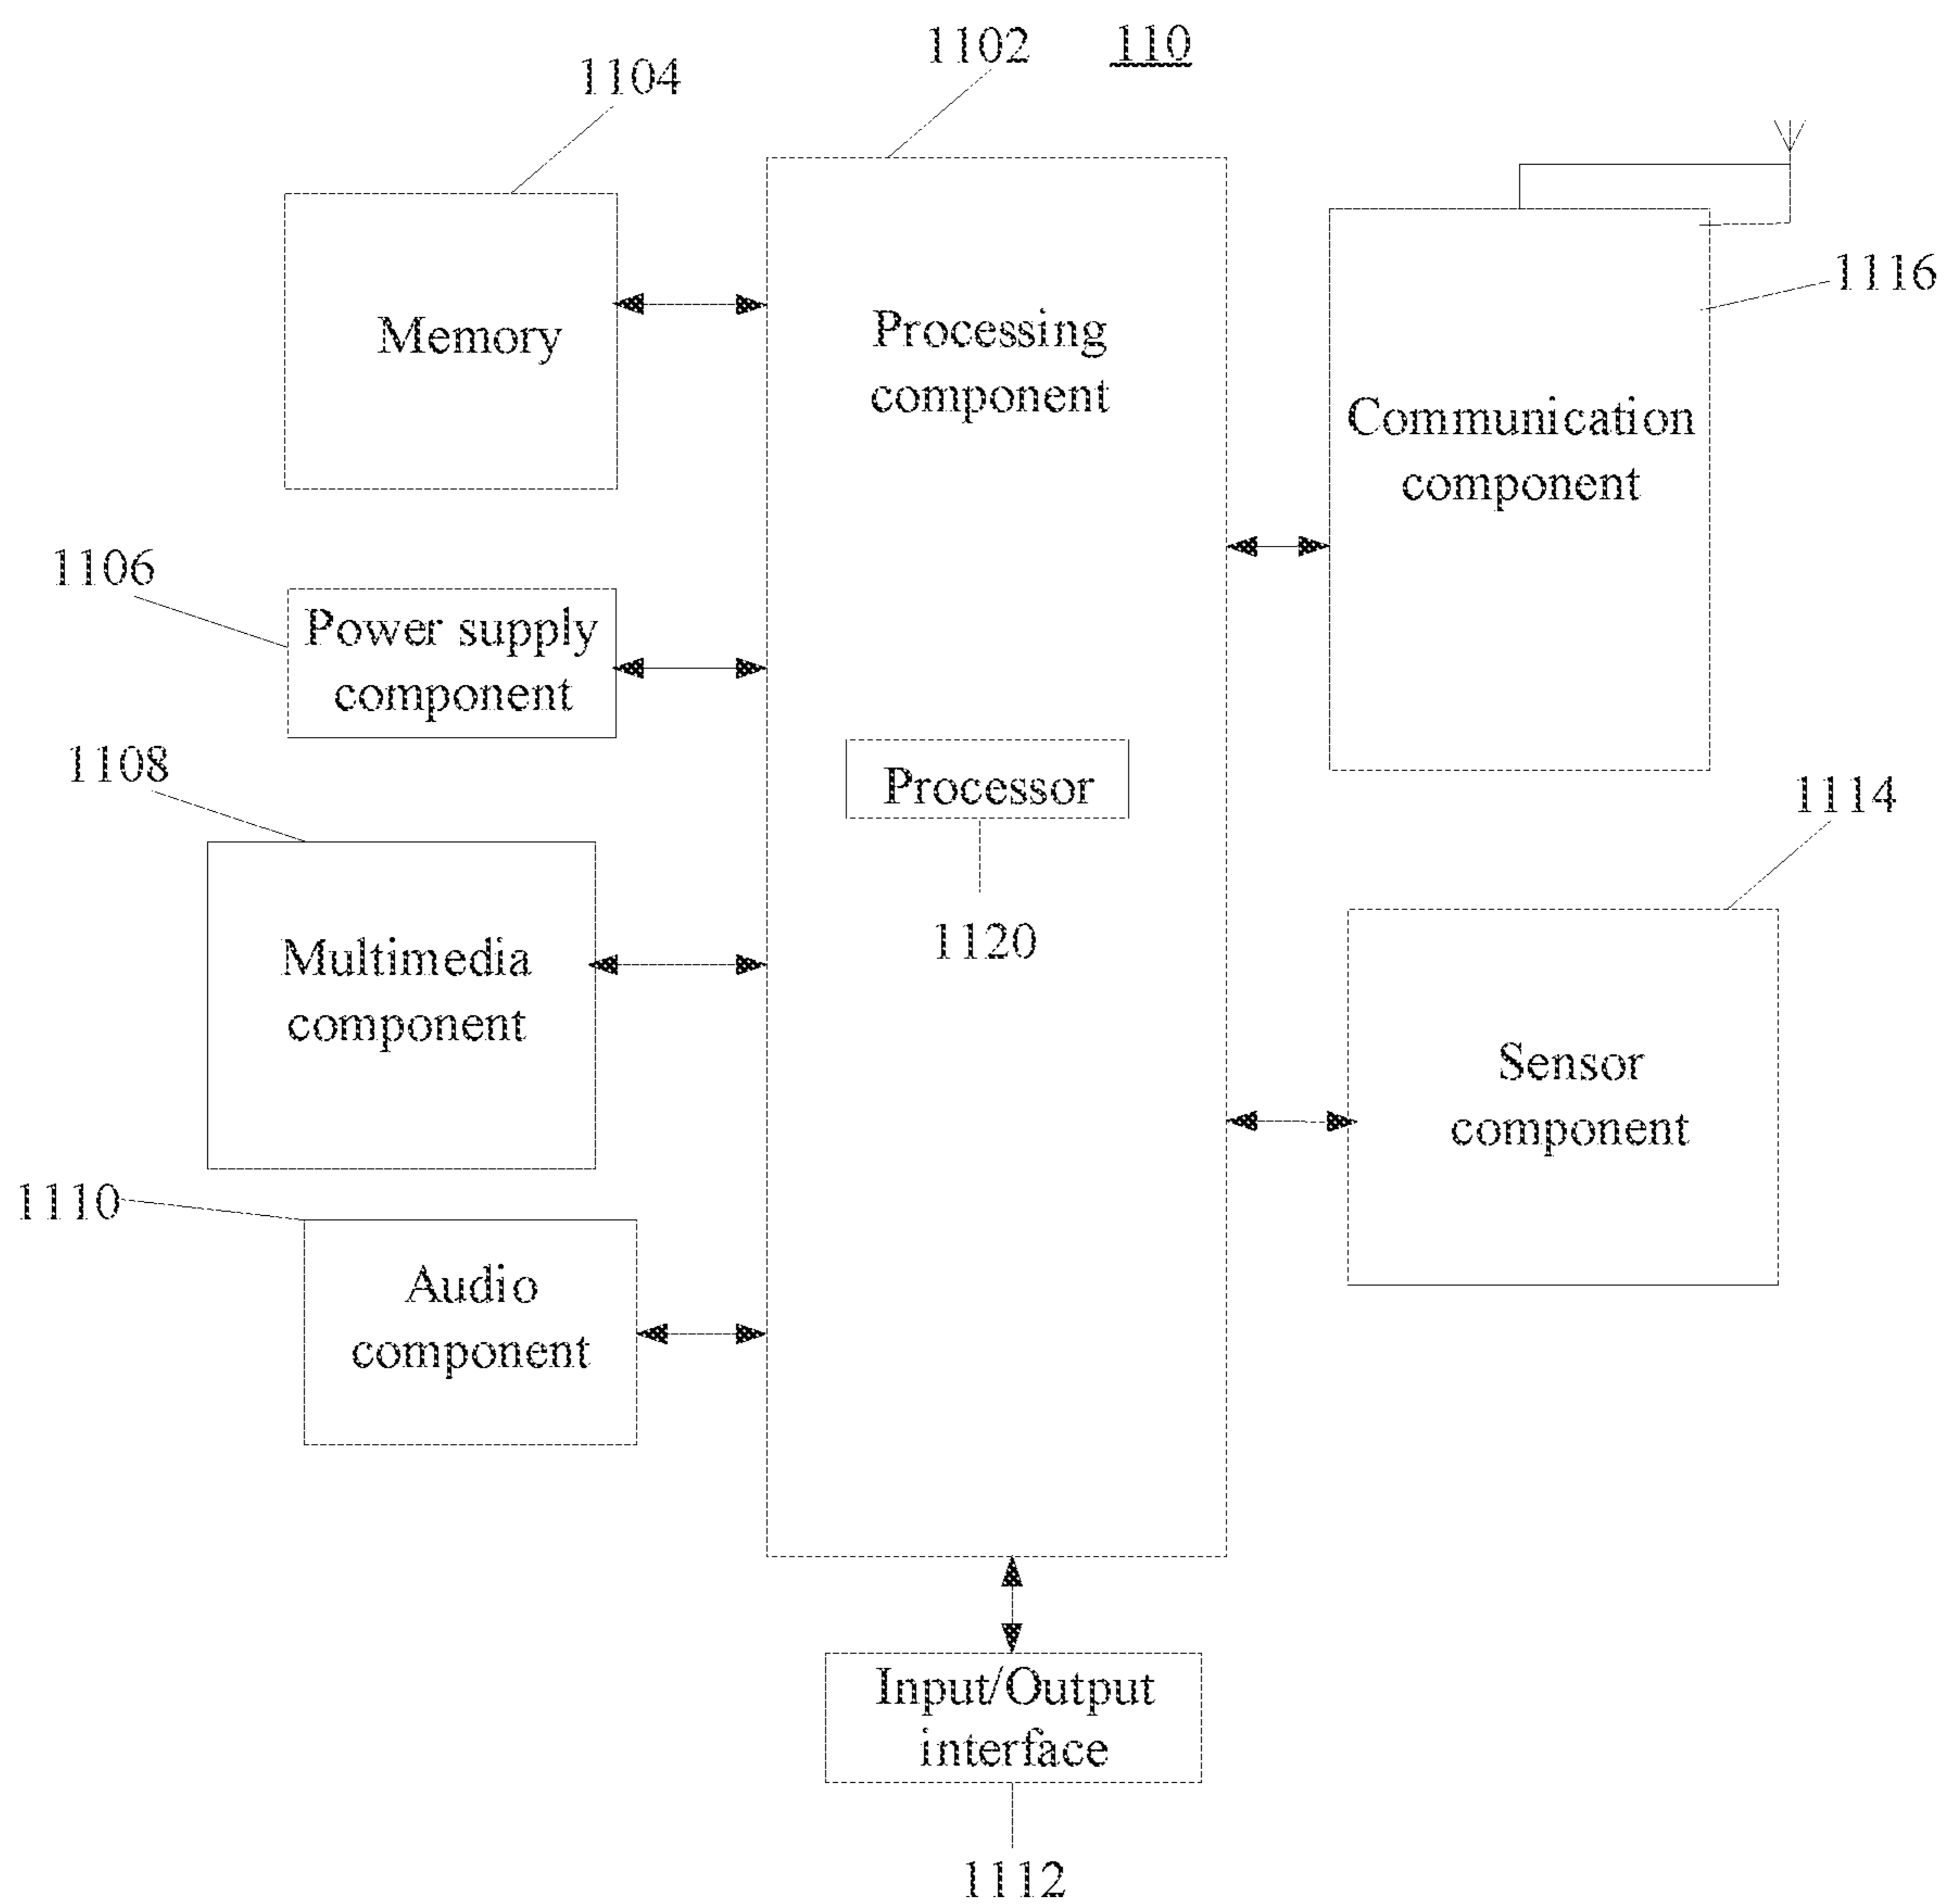 1102
110
1104
Memory
Processing
component
1116
Communication
component
1106
Power supply
component
1108
Processor
1114
1120
Multimedia
component
Sensor
component
1110
Audio
component
Input/Output
interface
1112